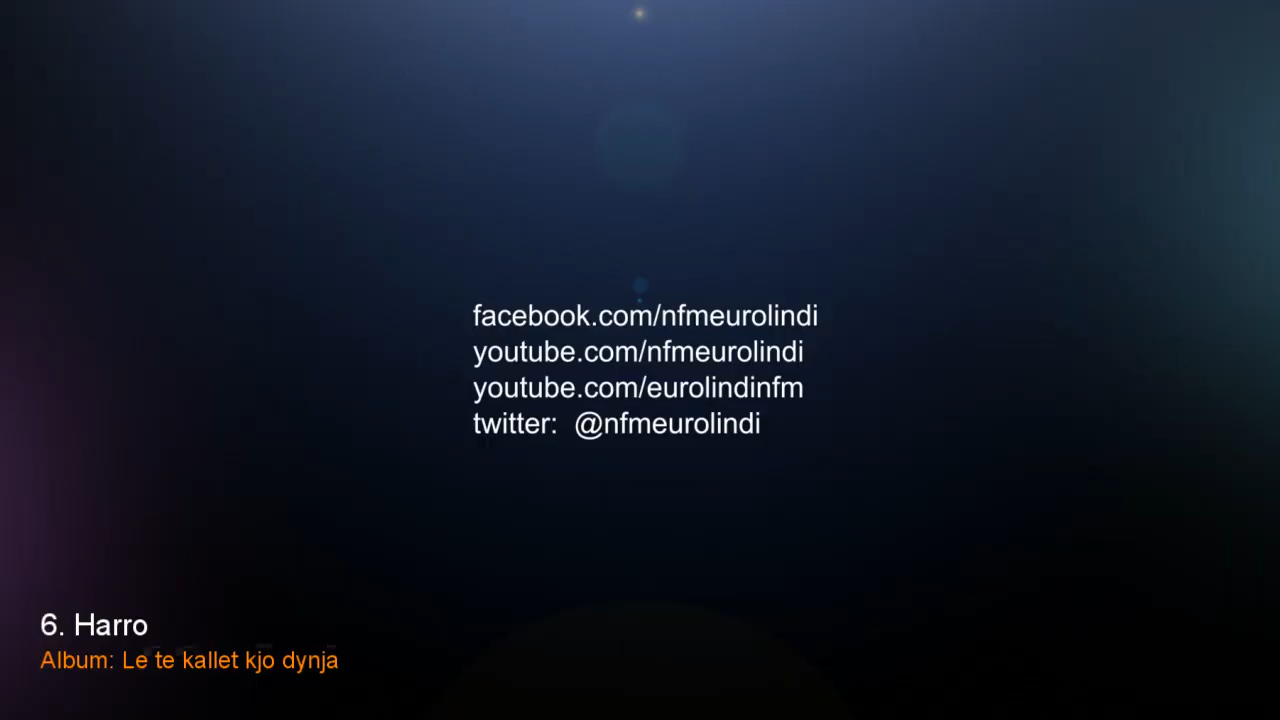 facebook.com/nfmeurolindi
youtube.com/nfmeurolindi
youtube.com/eurolindinfm
twitter: @nfmeurolindi
6. Harro
Album: Le te kallet kjo dynja